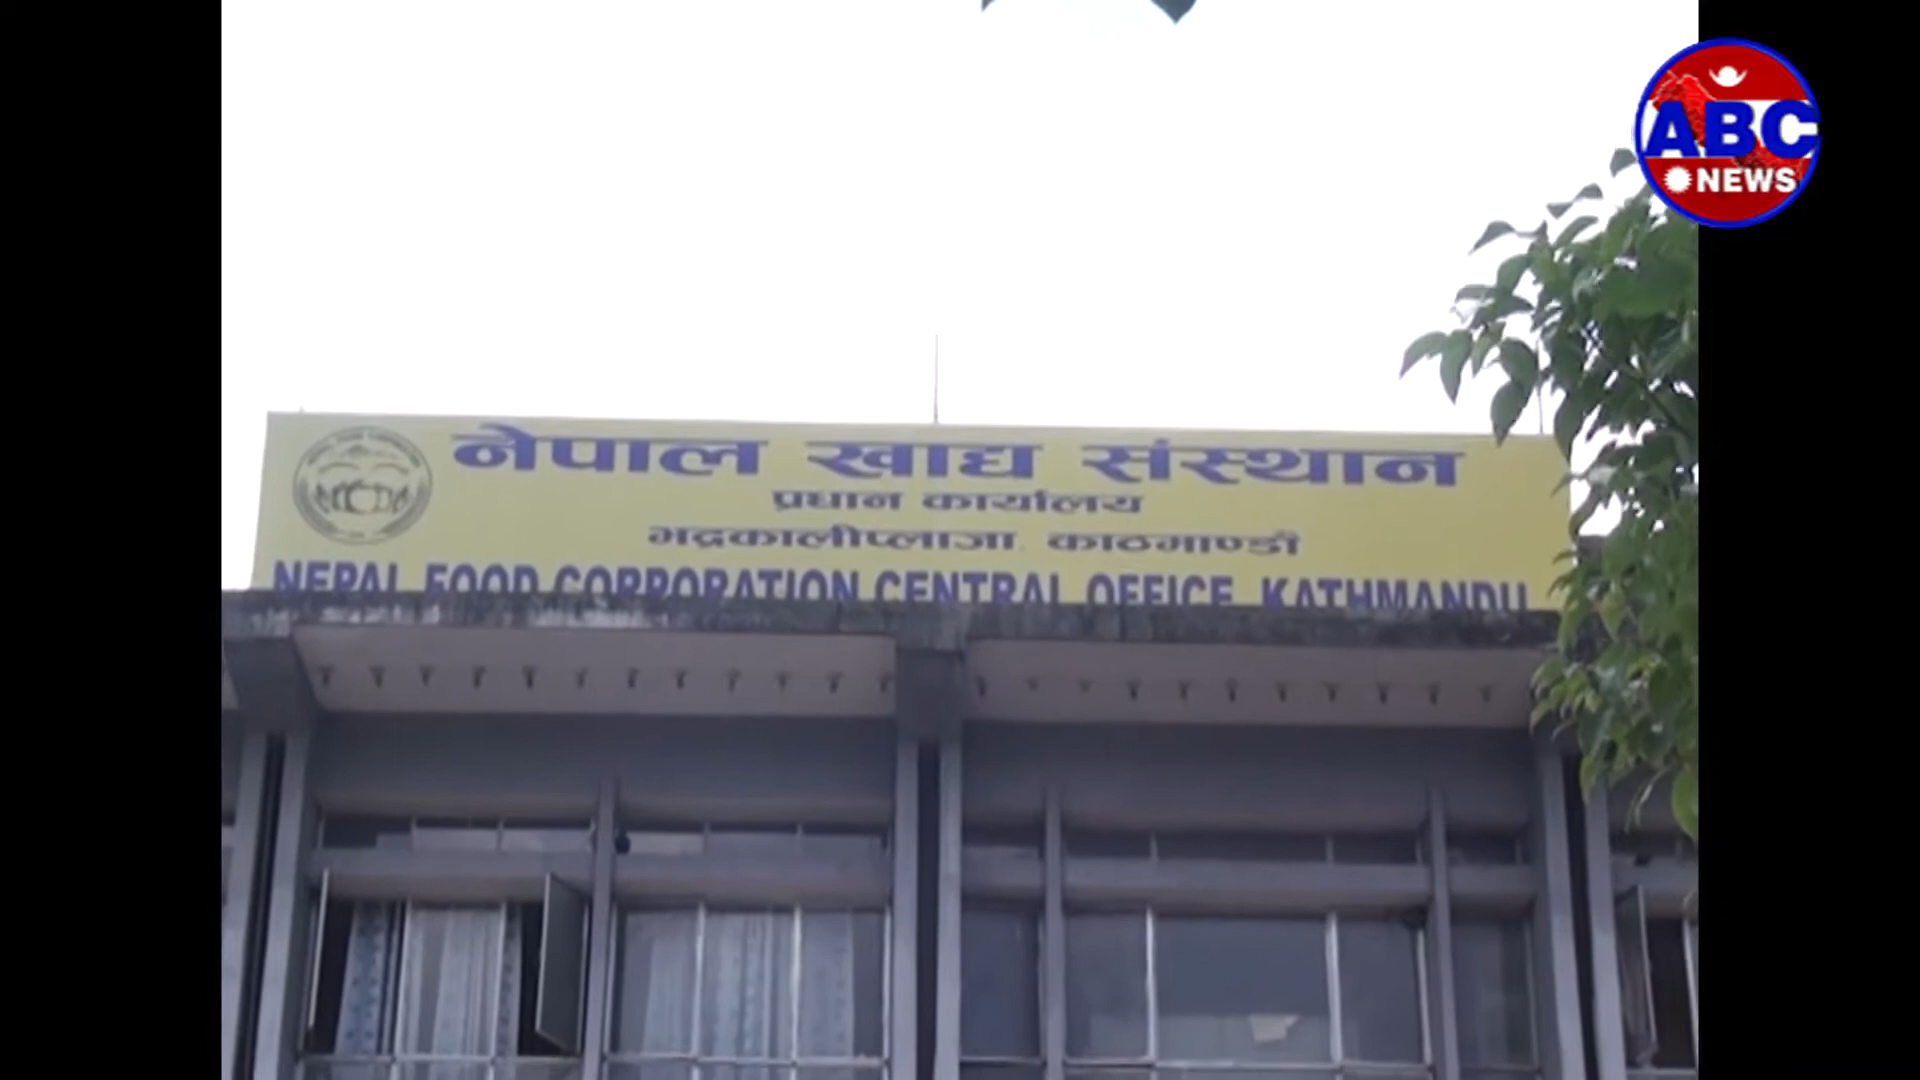 नेपाल खाद्य संस्थान
प्रधान कार्यालय
भद्रकालीप्लाजा, काठमाण्डौं
NEPAL FOOD CORPORATION CENTRAL OFFICE, KATHMANDU
ABC
NEWS